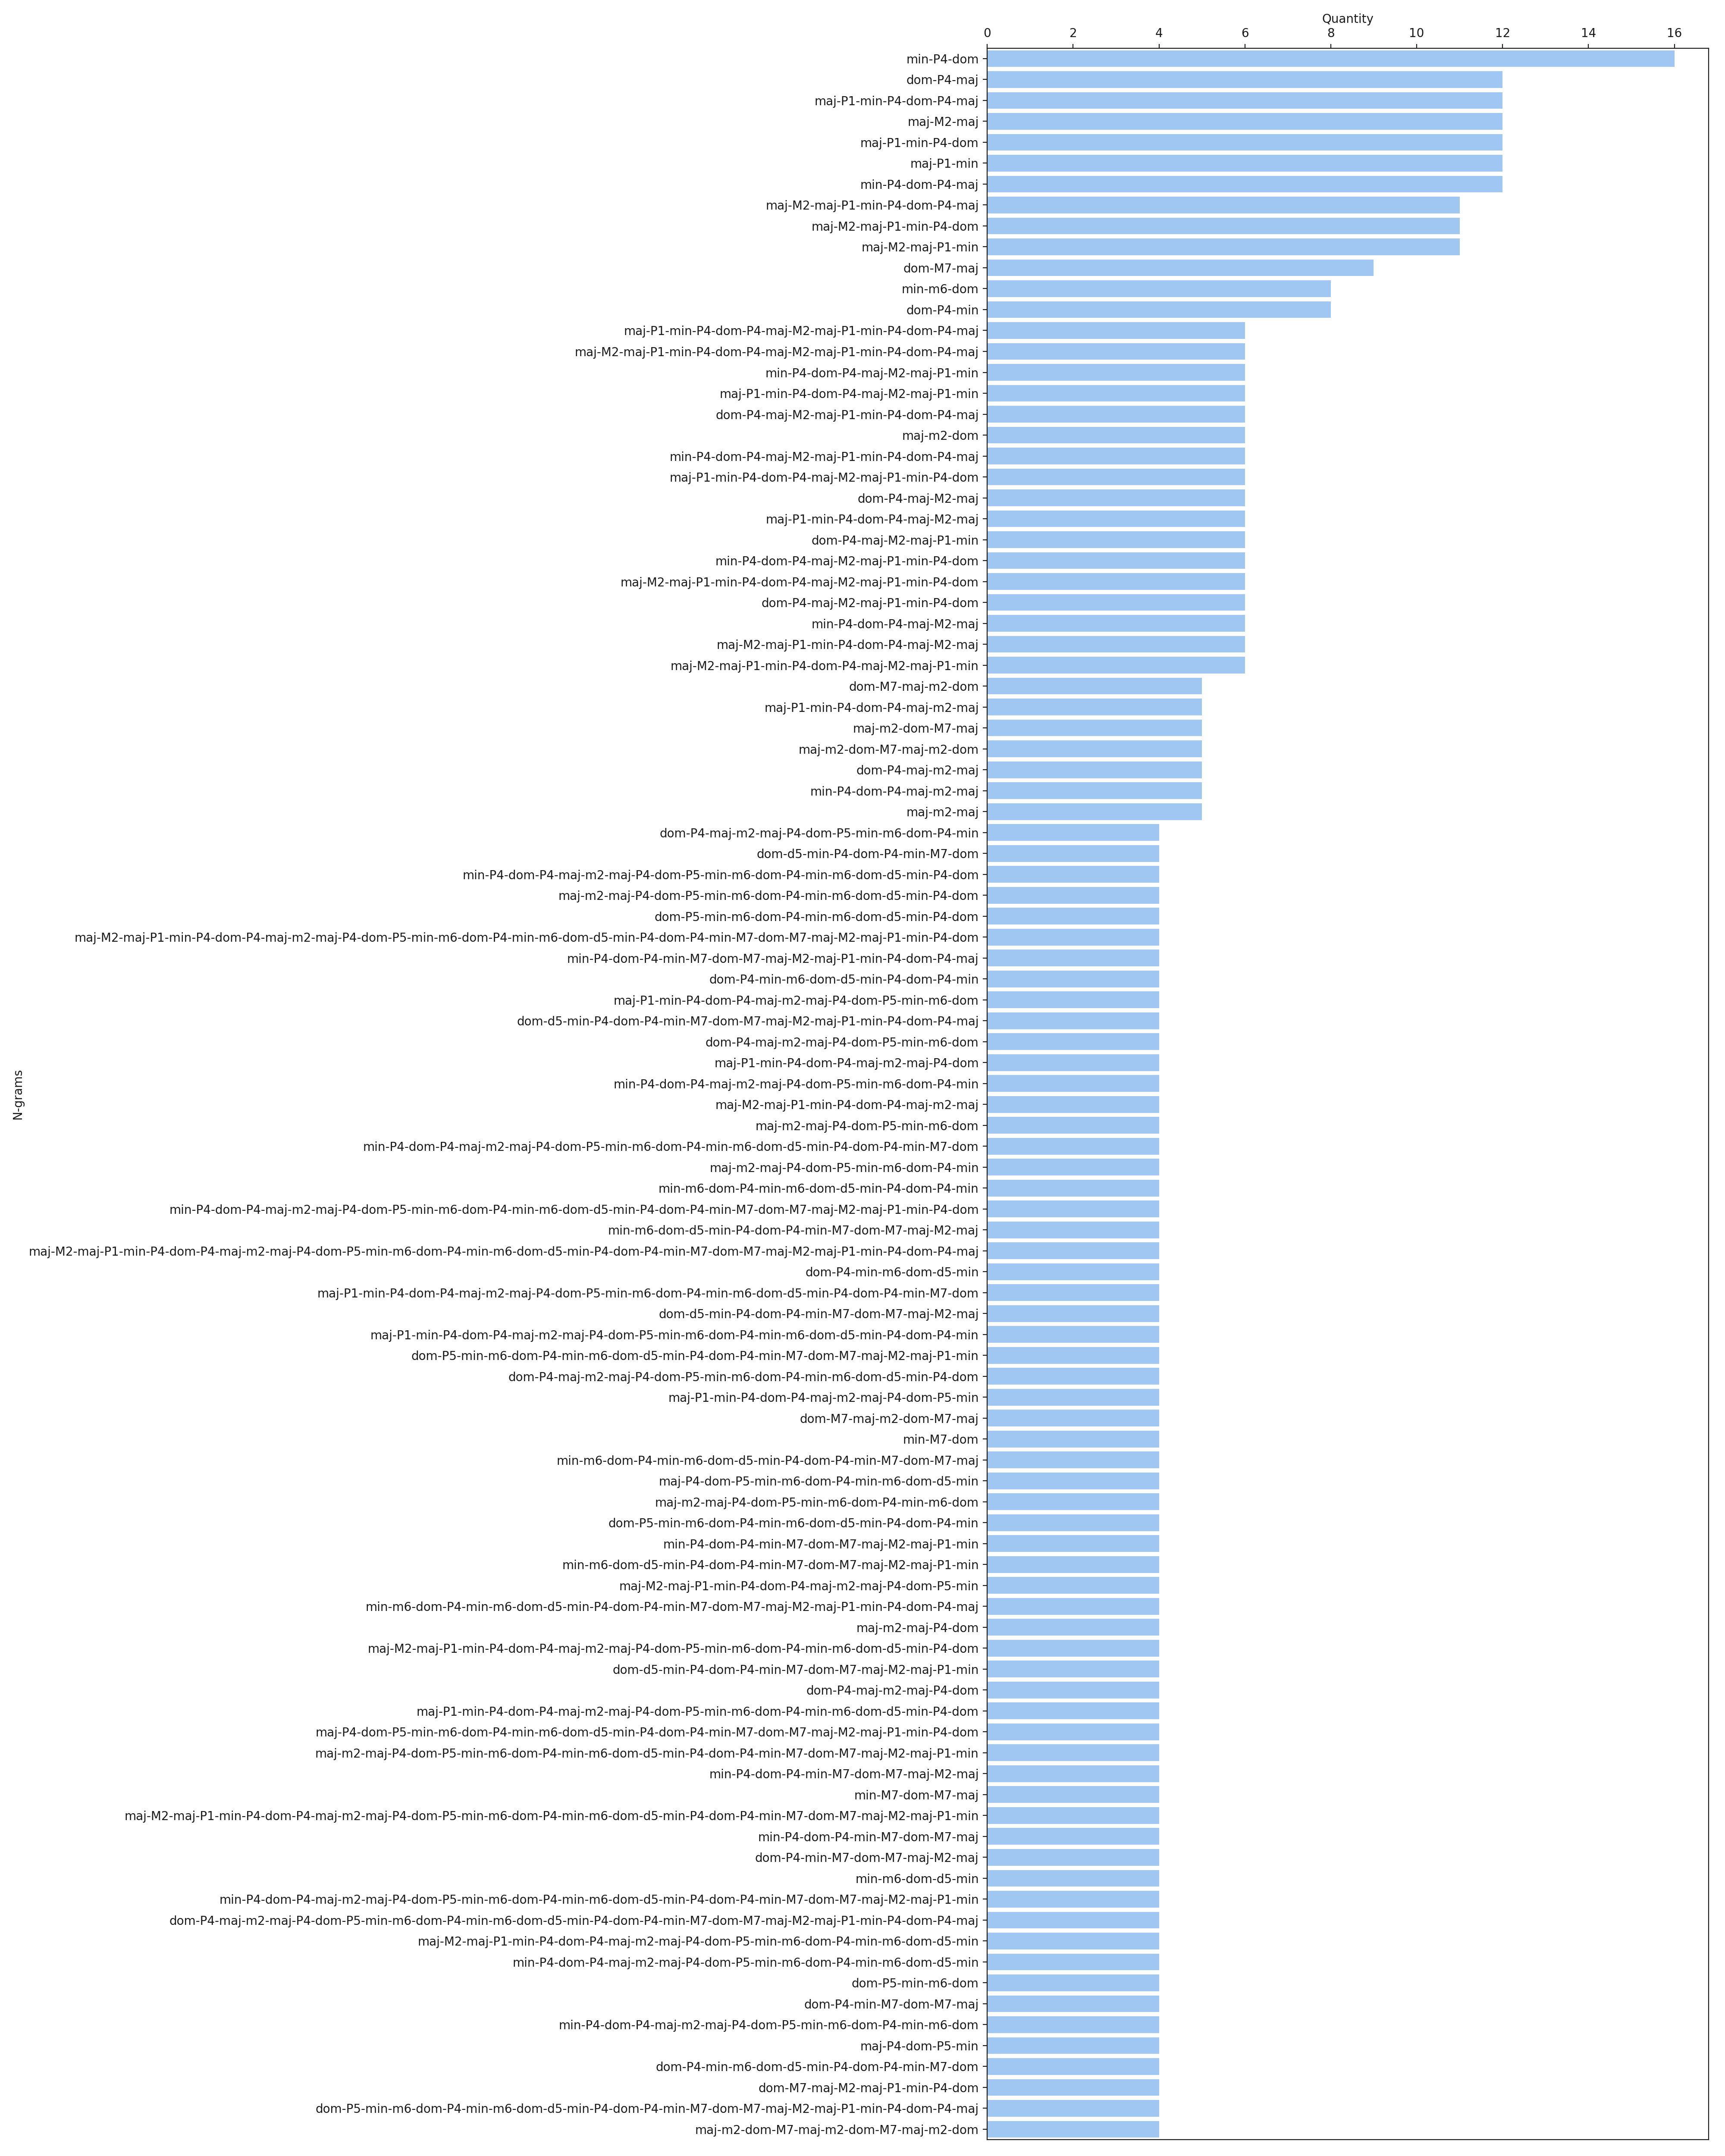 Quantity
0 2 4 6 8 10 12 14 16
min-P4-dom
dom-P4-maj
maj-P1-min-P4-dom-P4-maj
maj-M2-maj
maj-P1-min-P4-dom
maj-P1-min
min-P4-dom-P4-maj
maj-M2-maj-P1-min-P4-dom-P4-maj
maj-M2-maj-P1-min-P4-dom
maj-M2-maj-P1-min
dom-M7-maj
min-m6-dom
dom-P4-min
maj-P1-min-P4-dom-P4-maj-M2-maj-P1-min-P4-dom-P4-maj
maj-M2-maj-P1-min-P4-dom-P4-maj-M2-maj-P1-min-P4-dom-P4-maj
min-P4-dom-P4-maj-M2-maj-P1-min
maj-P1-min-P4-dom-P4-maj-M2-maj-P1-min
dom-P4-maj-M2-maj-P1-min-P4-dom-P4-maj
maj-m2-dom
min-P4-dom-P4-maj-M2-maj-P1-min-P4-dom-P4-maj
maj-P1-min-P4-dom-P4-maj-M2-maj-P1-min-P4-dom
dom-P4-maj-M2-maj
maj-P1-min-P4-dom-P4-maj-M2-maj
dom-P4-maj-M2-maj-P1-min
min-P4-dom-P4-maj-M2-maj-P1-min-P4-dom
maj-M2-maj-P1-min-P4-dom-P4-maj-M2-maj-P1-min-P4-dom
dom-P4-maj-M2-maj-P1-min-P4-dom
min-P4-dom-P4-maj-M2-maj
maj-M2-maj-P1-min-P4-dom-P4-maj-M2-maj
maj-M2-maj-P1-min-P4-dom-P4-maj-M2-maj-P1-min
dom-M7-maj-m2-dom
maj-P1-min-P4-dom-P4-maj-m2-maj
maj-m2-dom-M7-maj
maj-m2-dom-M7-maj-m2-dom
dom-P4-maj-m2-maj
min-P4-dom-P4-maj-m2-maj
maj-m2-maj
dom-P4-maj-m2-maj-P4-dom-P5-min-m6-dom-P4-min
dom-d5-min-P4-dom-P4-min-M7-dom
min-P4-dom-P4-maj-m2-maj-P4-dom-P5-min-m6-dom-P4-min-m6-dom-d5-min-P4-dom
maj-m2-maj-P4-dom-P5-min-m6-dom-P4-min-m6-dom-d5-min-P4-dom
dom-P5-min-m6-dom-P4-min-m6-dom-d5-min-P4-dom
maj-M2-maj-P1-min-P4-dom-P4-maj-m2-maj-P4-dom-P5-min-m6-dom-P4-min-m6-dom-d5-min-P4-dom-P4-min-M7-dom-M7-maj-M2-maj-P1-min-P4-dom
min-P4-dom-P4-min-M7-dom-M7-maj-M2-maj-P1-min-P4-dom-P4-maj
dom-P4-min-m6-dom-d5-min-P4-dom-P4-min
maj-P1-min-P4-dom-P4-maj-m2-maj-P4-dom-P5-min-m6-dom
dom-d5-min-P4-dom-P4-min-M7-dom-M7-maj-M2-maj-P1-min-P4-dom-P4-maj
dom-P4-maj-m2-maj-P4-dom-P5-min-m6-dom
maj-P1-min-P4-dom-P4-maj-m2-maj-P4-dom
min-P4-dom-P4-maj-m2-maj-P4-dom-P5-min-m6-dom-P4-min
maj-M2-maj-P1-min-P4-dom-P4-maj-m2-maj
maj-m2-maj-P4-dom-P5-min-m6-dom
min-P4-dom-P4-maj-m2-maj-P4-dom-P5-min-m6-dom-P4-min-m6-dom-d5-min-P4-dom-P4-min-M7-dom
maj-m2-maj-P4-dom-P5-min-m6-dom-P4-min
min-m6-dom-P4-min-m6-dom-d5-min-P4-dom-P4-min
min-P4-dom-P4-maj-m2-maj-P4-dom-P5-min-m6-dom-P4-min-m6-dom-d5-min-P4-dom-P4-min-M7-dom-M7-maj-M2-maj-P1-min-P4-dom
min-m6-dom-d5-min-P4-dom-P4-min-M7-dom-M7-maj-M2-maj
maj-M2-maj-P1-min-P4-dom-P4-maj-m2-maj-P4-dom-P5-min-m6-dom-P4-min-m6-dom-d5-min-P4-dom-P4-min-M7-dom-M7-maj-M2-maj-P1-min-P4-dom-P4-maj
dom-P4-min-m6-dom-d5-min
maj-P1-min-P4-dom-P4-maj-m2-maj-P4-dom-P5-min-m6-dom-P4-min-m6-dom-d5-min-P4-dom-P4-min-M7-dom
dom-d5-min-P4-dom-P4-min-M7-dom-M7-maj-M2-maj
maj-P1-min-P4-dom-P4-maj-m2-maj-P4-dom-P5-min-m6-dom-P4-min-m6-dom-d5-min-P4-dom-P4-min
dom-P5-min-m6-dom-P4-min-m6-dom-d5-min-P4-dom-P4-min-M7-dom-M7-maj-M2-maj-P1-min
dom-P4-maj-m2-maj-P4-dom-P5-min-m6-dom-P4-min-m6-dom-d5-min-P4-dom
maj-P1-min-P4-dom-P4-maj-m2-maj-P4-dom-P5-min
dom-M7-maj-m2-dom-M7-maj
min-M7-dom
min-m6-dom-P4-min-m6-dom-d5-min-P4-dom-P4-min-M7-dom-M7-maj
maj-P4-dom-P5-min-m6-dom-P4-min-m6-dom-d5-min
maj-m2-maj-P4-dom-P5-min-m6-dom-P4-min-m6-dom
dom-P5-min-m6-dom-P4-min-m6-dom-d5-min-P4-dom-P4-min
min-P4-dom-P4-min-M7-dom-M7-maj-M2-maj-P1-min
min-m6-dom-d5-min-P4-dom-P4-min-M7-dom-M7-maj-M2-maj-P1-min
maj-M2-maj-P1-min-P4-dom-P4-maj-m2-maj-P4-dom-P5-min
min-m6-dom-P4-min-m6-dom-d5-min-P4-dom-P4-min-M7-dom-M7-maj-M2-maj-P1-min-P4-dom-P4-maj
maj-m2-maj-P4-dom
maj-M2-maj-P1-min-P4-dom-P4-maj-m2-maj-P4-dom-P5-min-m6-dom-P4-min-m6-dom-d5-min-P4-dom
dom-d5-min-P4-dom-P4-min-M7-dom-M7-maj-M2-maj-P1-min
dom-P4-maj-m2-maj-P4-dom
maj-P1-min-P4-dom-P4-maj-m2-maj-P4-dom-P5-min-m6-dom-P4-min-m6-dom-d5-min-P4-dom
maj-P4-dom-P5-min-m6-dom-P4-min-m6-dom-d5-min-P4-dom-P4-min-M7-dom-M7-maj-M2-maj-P1-min-P4-dom
maj-m2-maj-P4-dom-P5-min-m6-dom-P4-min-m6-dom-d5-min-P4-dom-P4-min-M7-dom-M7-maj-M2-maj-P1-min
min-P4-dom-P4-min-M7-dom-M7-maj-M2-maj
min-M7-dom-M7-maj
maj-M2-maj-P1-min-P4-dom-P4-maj-m2-maj-P4-dom-P5-min-m6-dom-P4-min-m6-dom-d5-min-P4-dom-P4-min-M7-dom-M7-maj-M2-maj-P1-min
min-P4-dom-P4-min-M7-dom-M7-maj
dom-P4-min-M7-dom-M7-maj-M2-maj
min-m6-dom-d5-min
min-P4-dom-P4-maj-m2-maj-P4-dom-P5-min-m6-dom-P4-min-m6-dom-d5-min-P4-dom-P4-min-M7-dom-M7-maj-M2-maj-P1-min
dom-P4-maj-m2-maj-P4-dom-P5-min-m6-dom-P4-min-m6-dom-d5-min-P4-dom-P4-min-M7-dom-M7-maj-M2-maj-P1-min-P4-dom-P4-maj
maj-M2-maj-P1-min-P4-dom-P4-maj-m2-maj-P4-dom-P5-min-m6-dom-P4-min-m6-dom-d5-min
min-P4-dom-P4-maj-m2-maj-P4-dom-P5-min-m6-dom-P4-min-m6-dom-d5-min
dom-P5-min-m6-dom
dom-P4-min-M7-dom-M7-maj
min-P4-dom-P4-maj-m2-maj-P4-dom-P5-min-m6-dom-P4-min-m6-dom
maj-P4-dom-P5-min
dom-P4-min-m6-dom-d5-min-P4-dom-P4-min-M7-dom
dom-M7-maj-M2-maj-P1-min-P4-dom
dom-P5-min-m6-dom-P4-min-m6-dom-d5-min-P4-dom-P4-min-M7-dom-M7-maj-M2-maj-P1-min-P4-dom-P4-maj
maj-m2-dom-M7-maj-m2-dom-M7-maj-m2-dom
N-grams